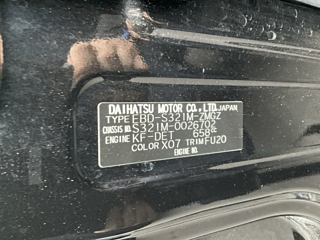 DAIHATSU MOTOR CO., LTD. JAPAN
TYPE EBD-S321M-ZMGZ
CHASSIS NO. S321M-0026702
ENGINE KF-DET 658cc
COLOR X07 TRIM FU20
ENGINE NO.